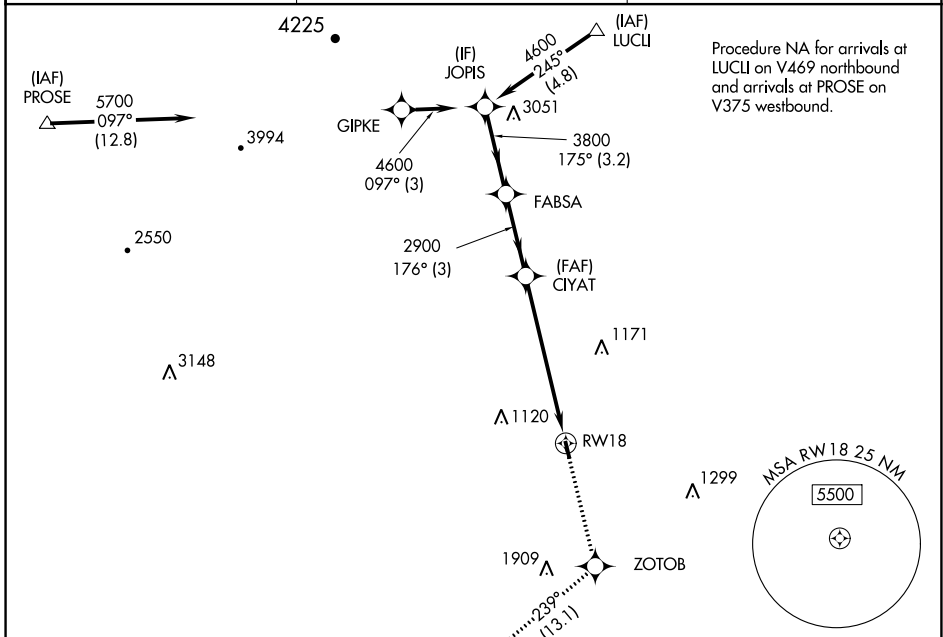 4225
(IAF)
LUCLI
4600
245°
(4.8)
(IF)
JOPIS
Procedure NA for arrivals at
LUCLI on V469 northbound
and arrivals at PROSE on
V375 westbound.
(IAF)
PROSE
5700
097°
(12.8)
GIPKE
3051
3994
4600
097° (3)
3800
175° (3.2)
FABSA
2550
2900
176° (3)
(FAF)
CIYAT
1171
3148
1120
RW18
MSA RW18 25 NM
5500
1299
1909
ZOTOB
239°
(13.1)